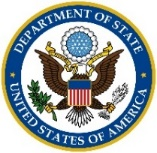 DEPARTMENT OF STATE
UNITED STATES OF AMERICA